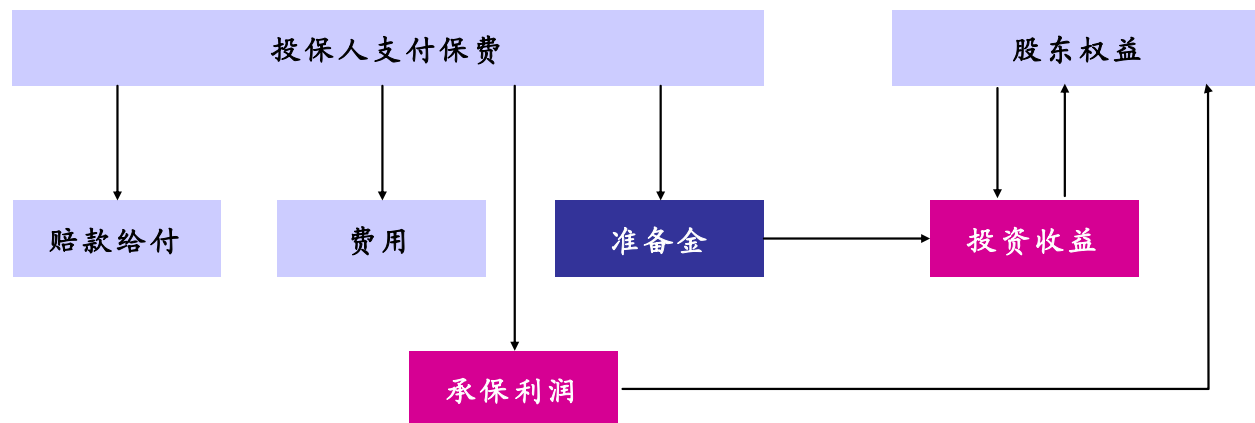 投保人支付保费
股东权益
赔款给付
费用
准备金
投资收益
承保利润